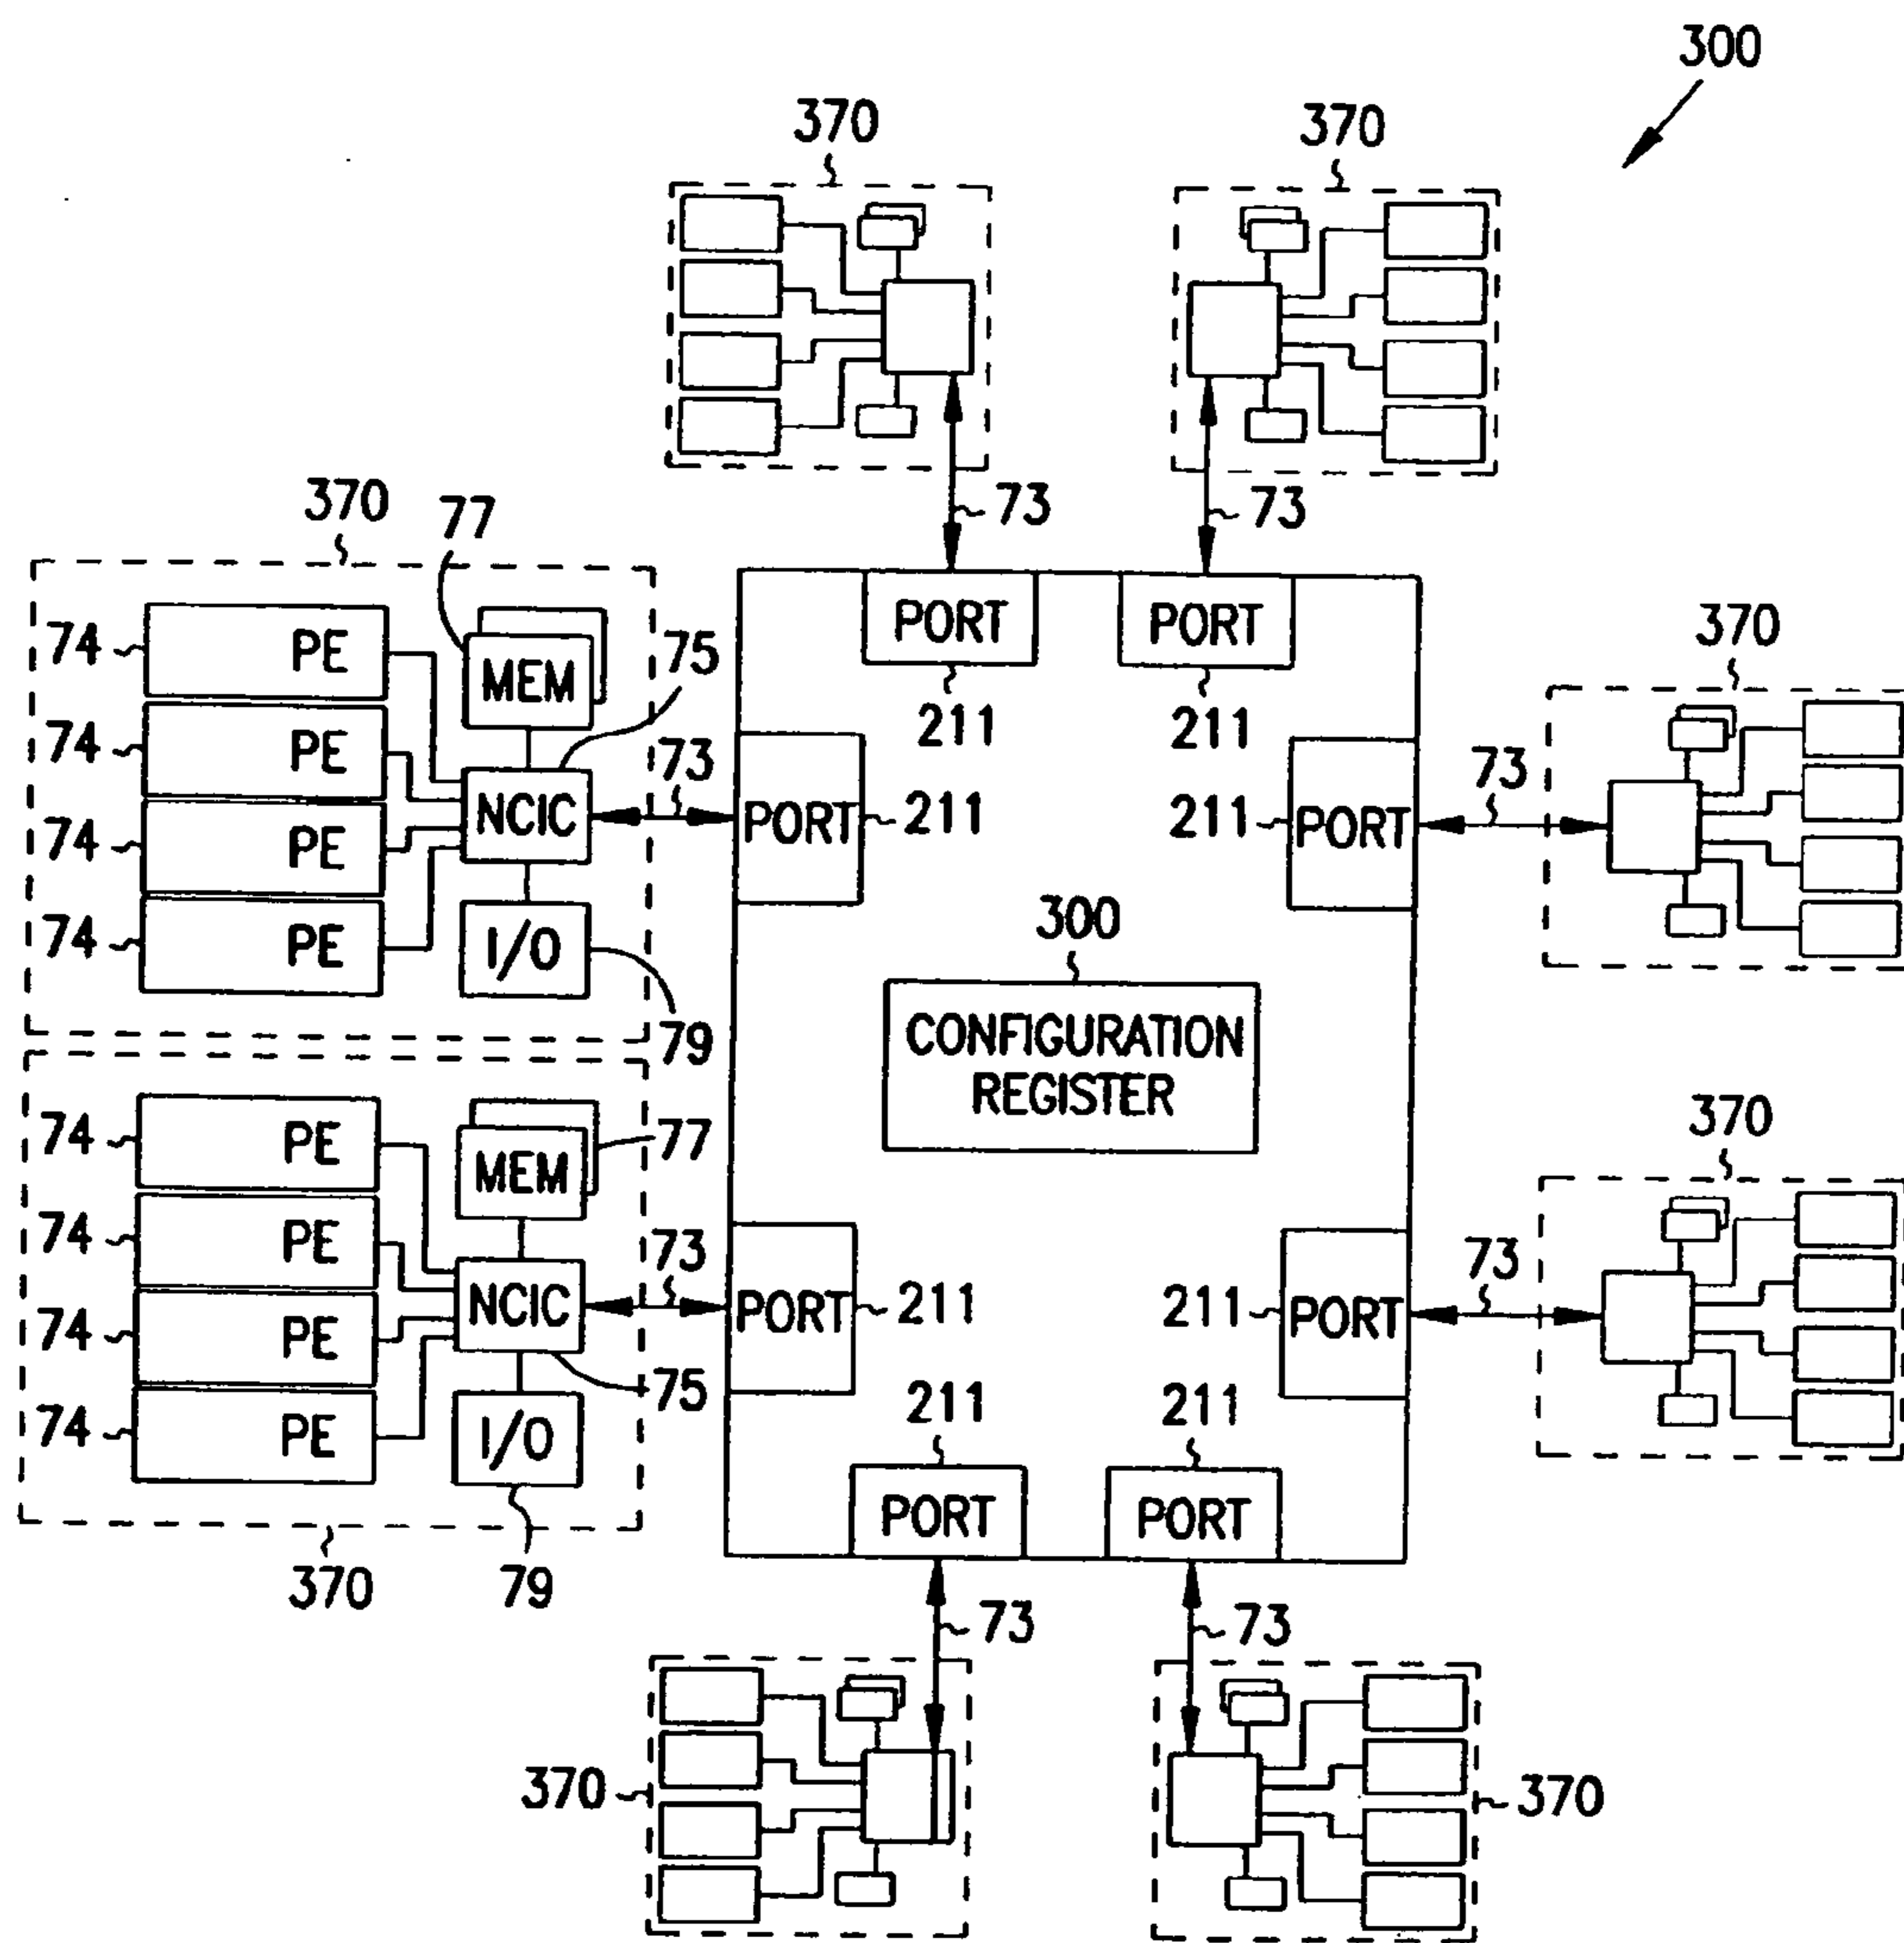 300
370
370
73
73
370
77
74
PE
MEM
75
74
PE
73
74
PE
NCIC
74
PE
I/O
79
PORT
PORT
211
211
PORT
211
211
PORT
73
370
300
CONFIGURATION
REGISTER
74
PE
77
MEM
74
PE
73
74
PE
NCIC
75
74
PE
I/O
370
79
PORT
211
211
PORT
73
370
211
211
PORT
PORT
73
73
370
370